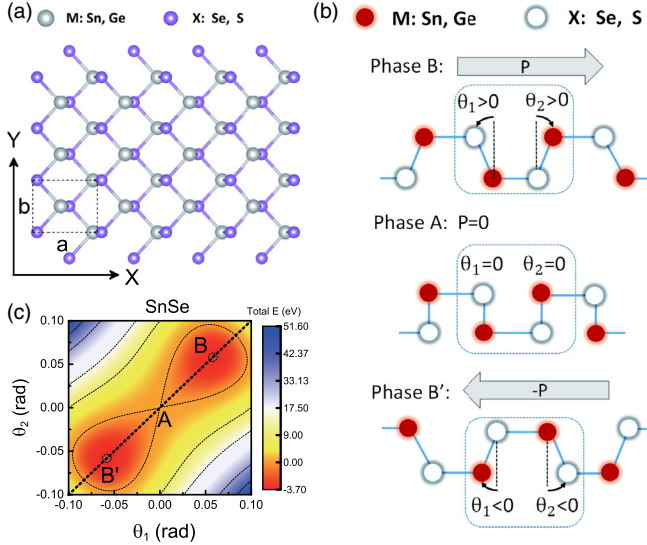 (a)
M: Sn, Ge
X: Se, S
Y
b
a
X
(b)
M: Sn, Ge
X: Se, S
Phase B:
P
θ1>0
θ2>0
Phase A: P=0
θ1=0
θ2=0
Phase B':
-P
θ1<0
θ2<0
(c)
SnSe
Total E (eV)
0.10
0.05
0.00
-0.05
-0.10
θ2 (rad)
B
A
B'
-0.10
-0.05
0.00
0.05
0.10
θ1 (rad)
51.60
42.37
33.13
17.50
9.00
0.00
-3.70